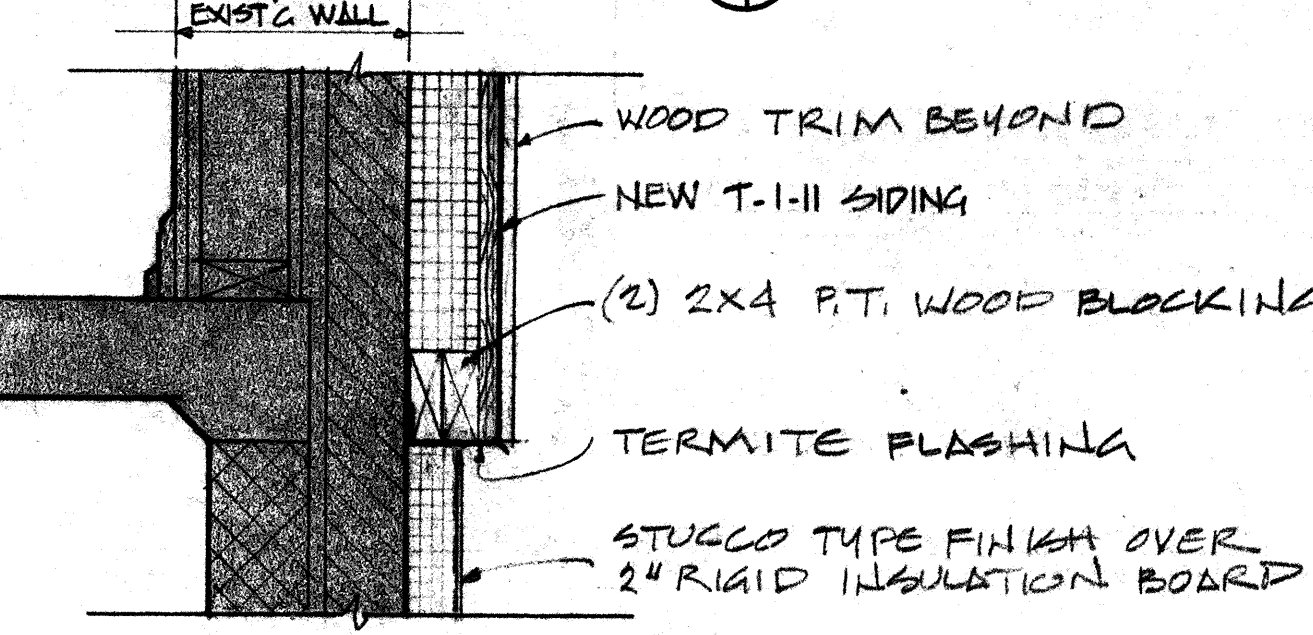 EXIST'G WALL
WOOD TRIM BEYOND
NEW T-1-11 SIDING
(2) 2X4 P.T. WOOD BLOCKING
TERMITE FLASHING
STUCCO TYPE FINISH OVER
2" RIGID INSULATION BOARD